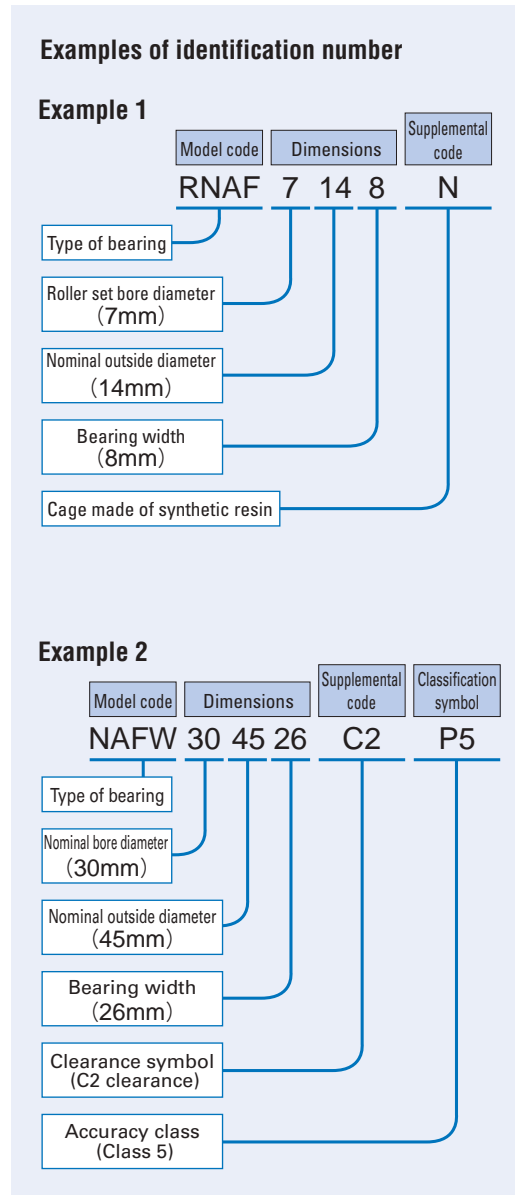 Examples of identification number
Example 1
Model code
Dimensions
Supplemental
code
RNAF 7 14 8 N
Type of bearing
Roller set bore diameter
(7mm)
Nominal outside diameter
(14mm)
Bearing width
(8mm)
Cage made of synthetic resin
Example 2
Model code
Dimensions
Supplemental
code
Classification
symbol
NAFW 30 45 26 C2 P5
Type of bearing
Nominal bore diameter
(30mm)
Nominal outside diameter
(45mm)
Bearing width
(26mm)
Clearance symbol
(C2 clearance)
Accuracy class
(Class 5)